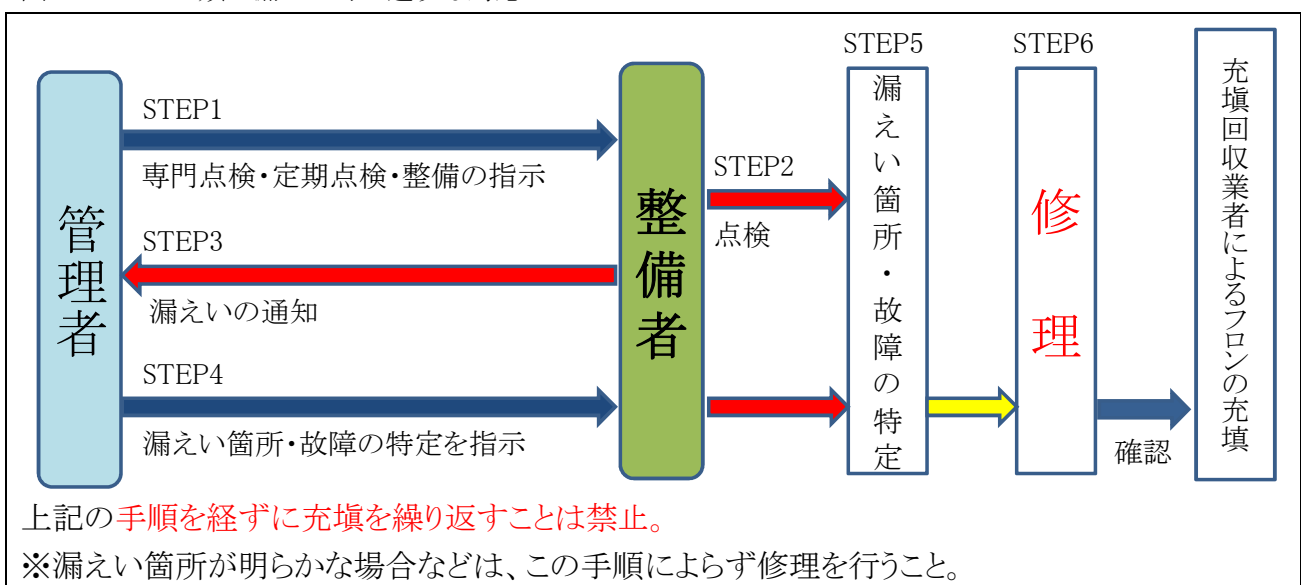 管理者
STEP1
専門点検・定期点検・整備の指示
STEP3
漏えいの通知
STEP4
漏えい箇所・故障の特定を指示
整備者
STEP2
点検
STEP5
漏えい箇所・故障の特定
STEP6
修理
確認
充塡回収業者によるフロンの充塡
上記の手順を経ずに充塡を繰り返すことは禁止。
※漏えい箇所が明らかな場合などは、この手順によらず修理を行うこと。